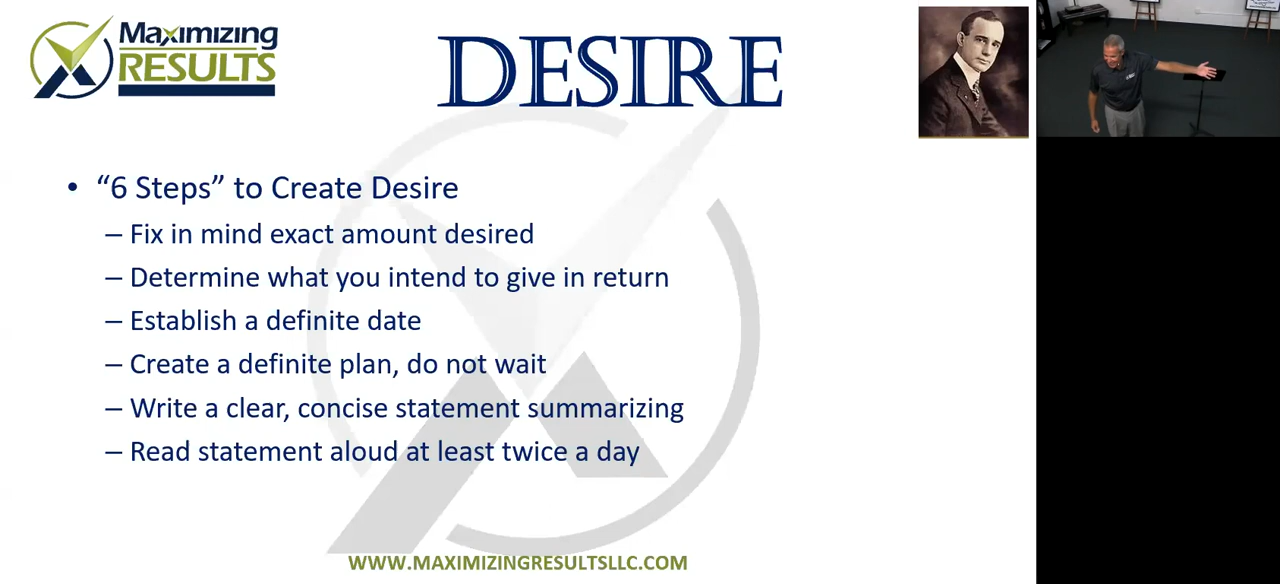 Maximizing
RESULTS
DESIRE
• “6 Steps” to Create Desire
– Fix in mind exact amount desired
– Determine what you intend to give in return
– Establish a definite date
– Create a definite plan, do not wait
– Write a clear, concise statement summarizing
– Read statement aloud at least twice a day
WWW.MAXIMIZINGRESULTSLLC.COM